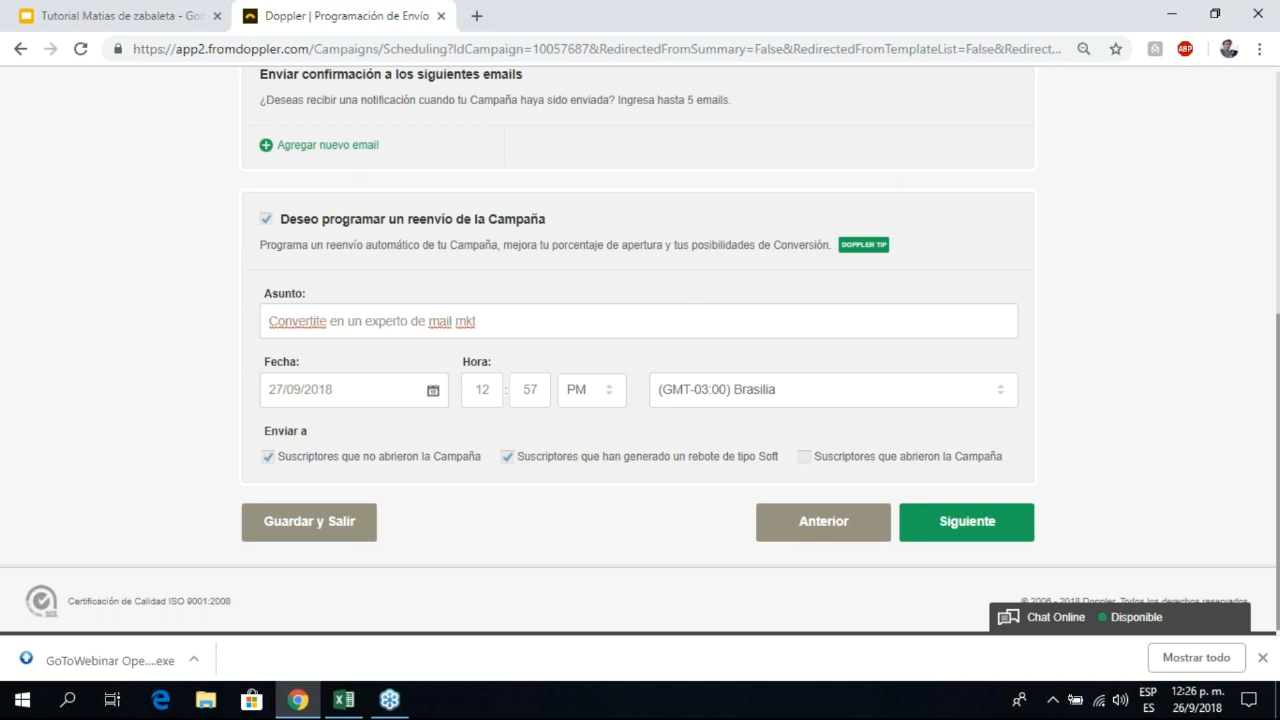 Tutorial Matias de zabaleta - Goo
Doppler | Programación de Envío
https://app2.fromdoppler.com/Campaigns/Scheduling?IdCampaign=10057687&RedirectedFromSummary=False&RedirectedFromTemplateList=False&Redirect...
ABP
Enviar confirmación a los siguientes emails
¿Deseas recibir una notificación cuando tu Campaña haya sido enviada? Ingresa hasta 5 emails.
Agregar nuevo email
Deseo programar un reenvío de la Campaña
Programa un reenvío automático de tu Campaña, mejora tu porcentaje de apertura y tus posibilidades de Conversión. DOPPLER TIP
Asunto:
Convertite en un experto de mail mkt
Fecha: Hora:
27/09/2018 12 : 57 PM (GMT-03:00) Brasilia
Enviar a
Suscriptores que no abrieron la Campaña Suscriptores que han generado un rebote de tipo Soft Suscriptores que abrieron la Campaña
Guardar y Salir Anterior Siguiente
SGS Certificación de Calidad ISO 9001:2008
© 2006 - 2018 Doppler. Todos los derechos reservados
Chat Online Disponible
GoToWebinar Ope....exe Mostrar todo
ESP 12:26 p. m.
ES 26/9/2018